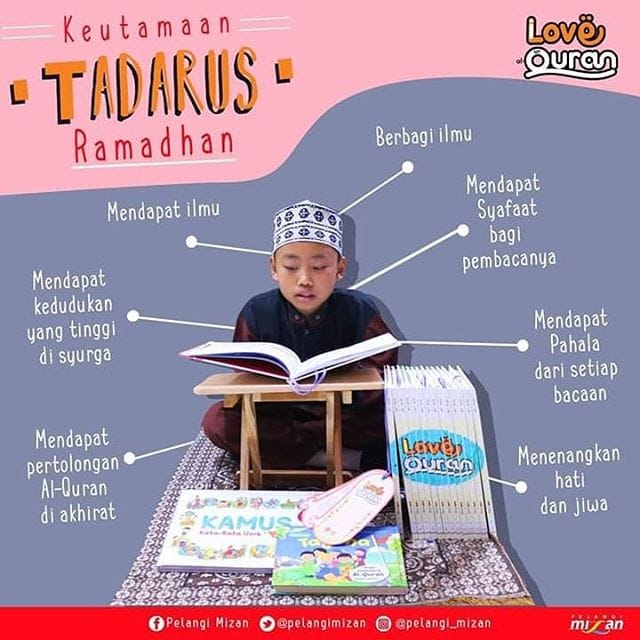 Keutamaan
TADARUS
Ramadhan
Love
al-Quran
Berbagi ilmu
Mendapat ilmu
Mendapat
Syafaat
bagi
pembacanya
Mendapat
kedudukan
yang tinggi
di syurga
Mendapat
Pahala
dari setiap
bacaan
Mendapat
pertolongan
Al-Quran
di akhirat
Menenangkan
hati
dan jiwa
Love
Quran
KAMUS
Kata-Kata Unik
Al-Quran
Pelangi Mizan
@pelangimizan
@pelangi_mizan
PELANGI
mizan